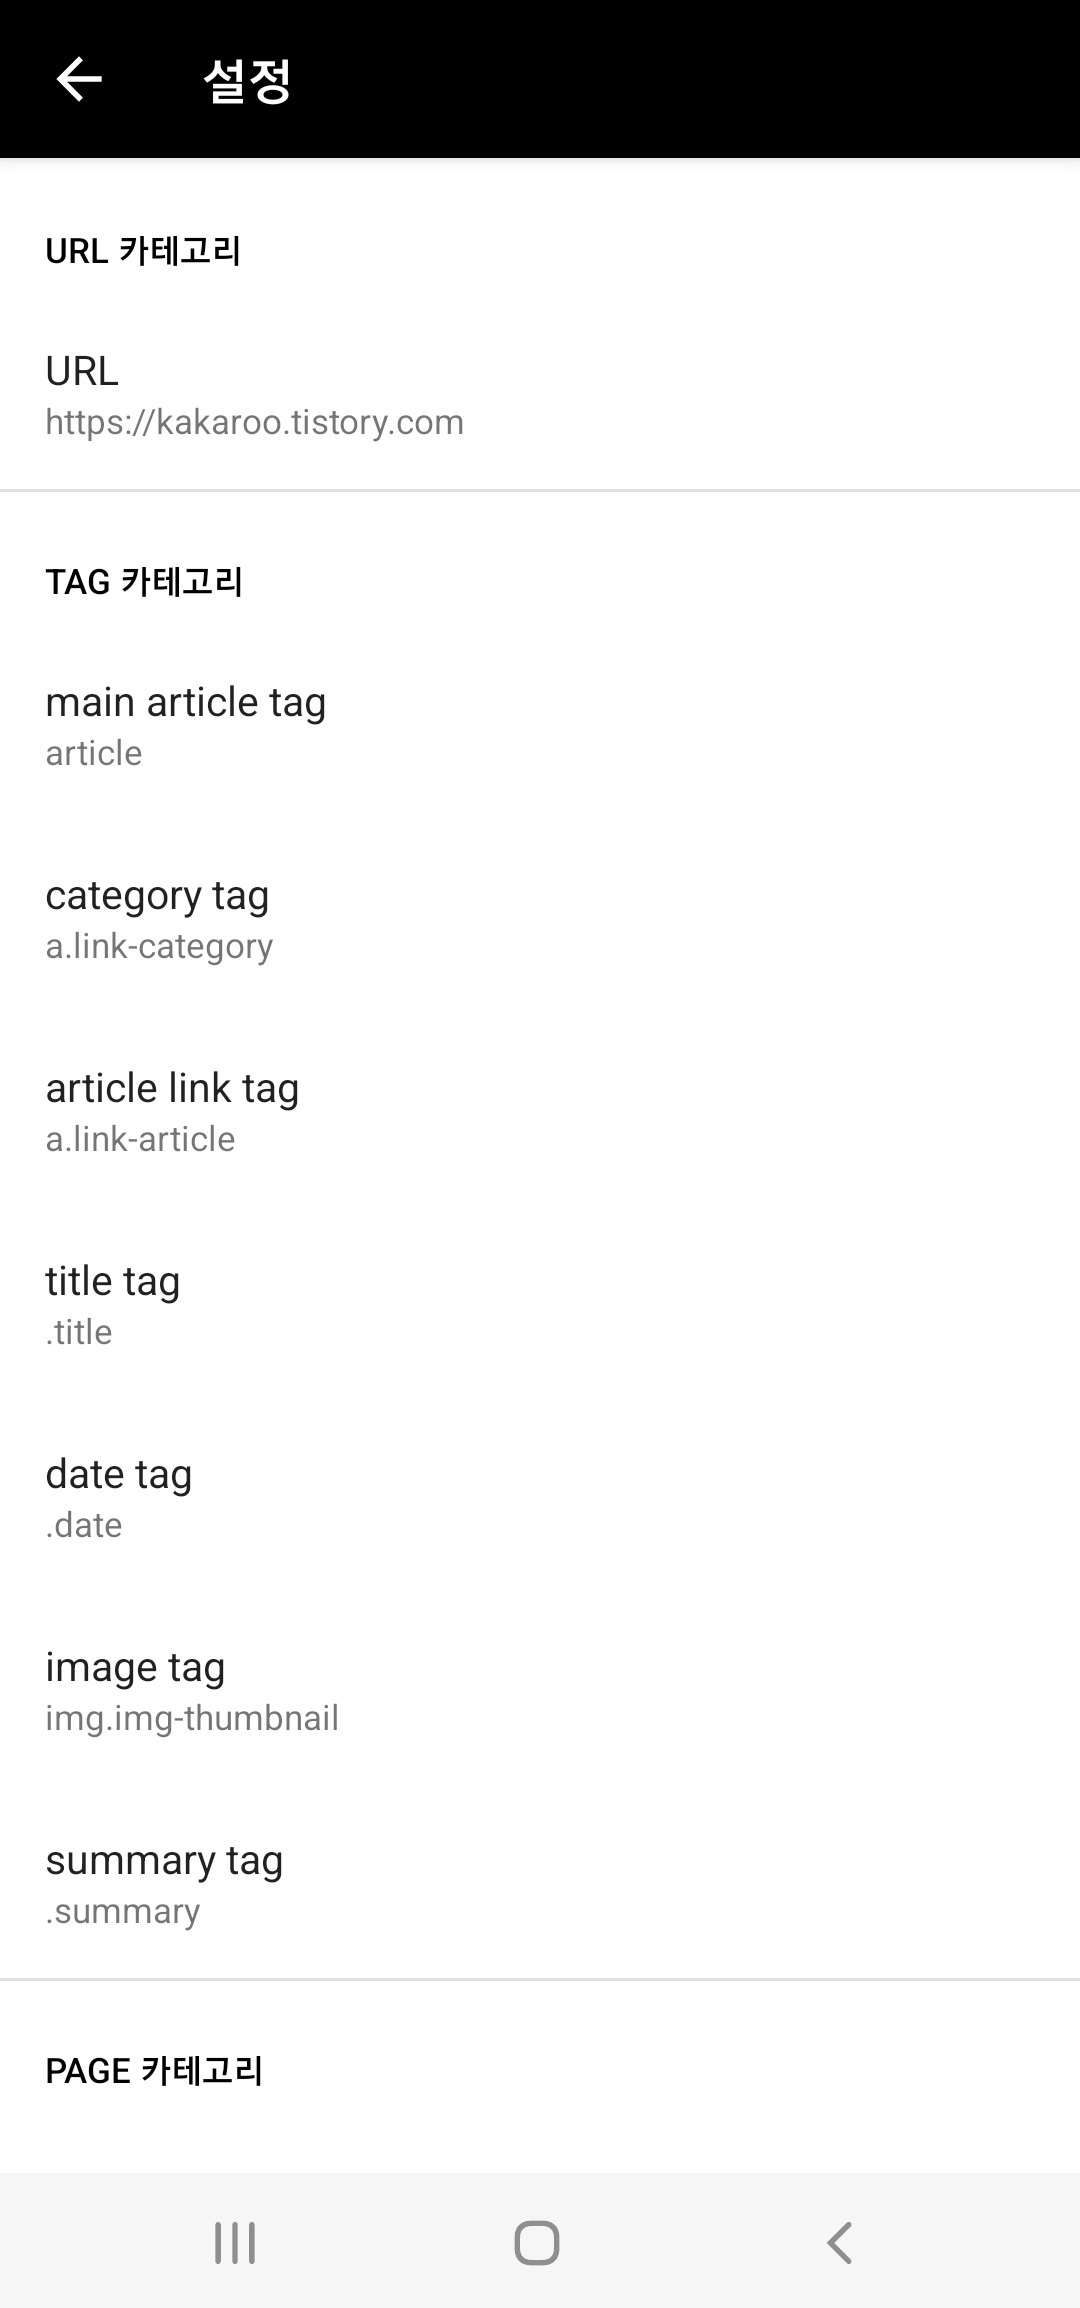 설정
URL 카테고리
URL
https://kakaroo.tistory.com
TAG 카테고리
main article tag
article
category tag
a.link-category
article link tag
a.link-article
title tag
.title
date tag
.date
image tag
img.img-thumbnail
summary tag
.summary
PAGE 카테고리